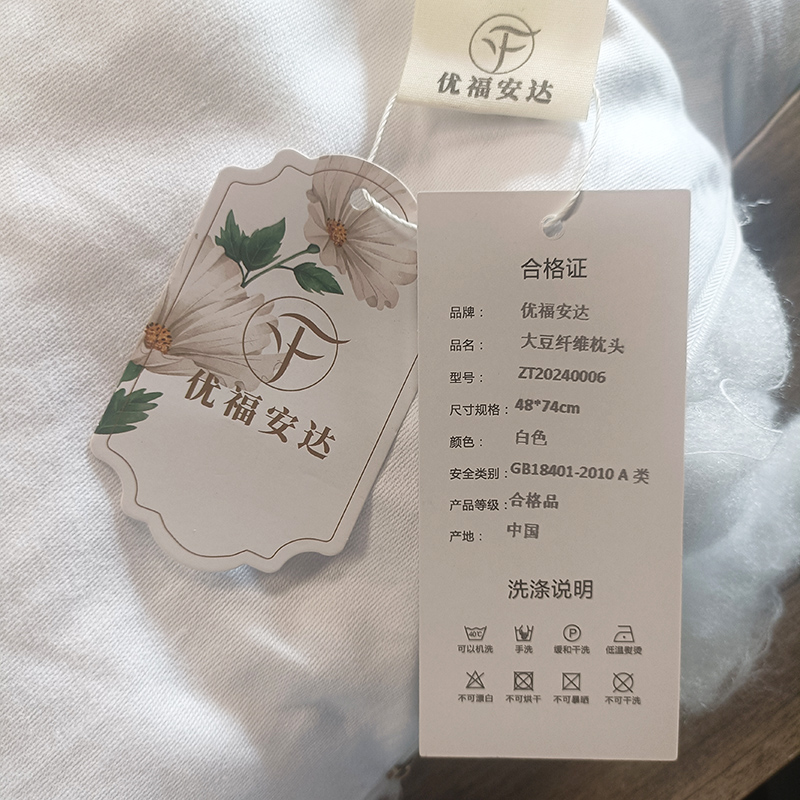 优福安达
优福安达
合格证
品牌： 优福安达
品名： 大豆纤维枕头
型号： ZT20240006
尺寸规格：48*74cm
颜色： 白色
安全类别：GB18401-2010 A 类
产品等级：合格品
产地： 中国
洗涤说明
40℃ P
可以机洗 手洗 缓和干洗 低温熨烫
不可漂白 不可烘干 不可暴晒 不可干洗